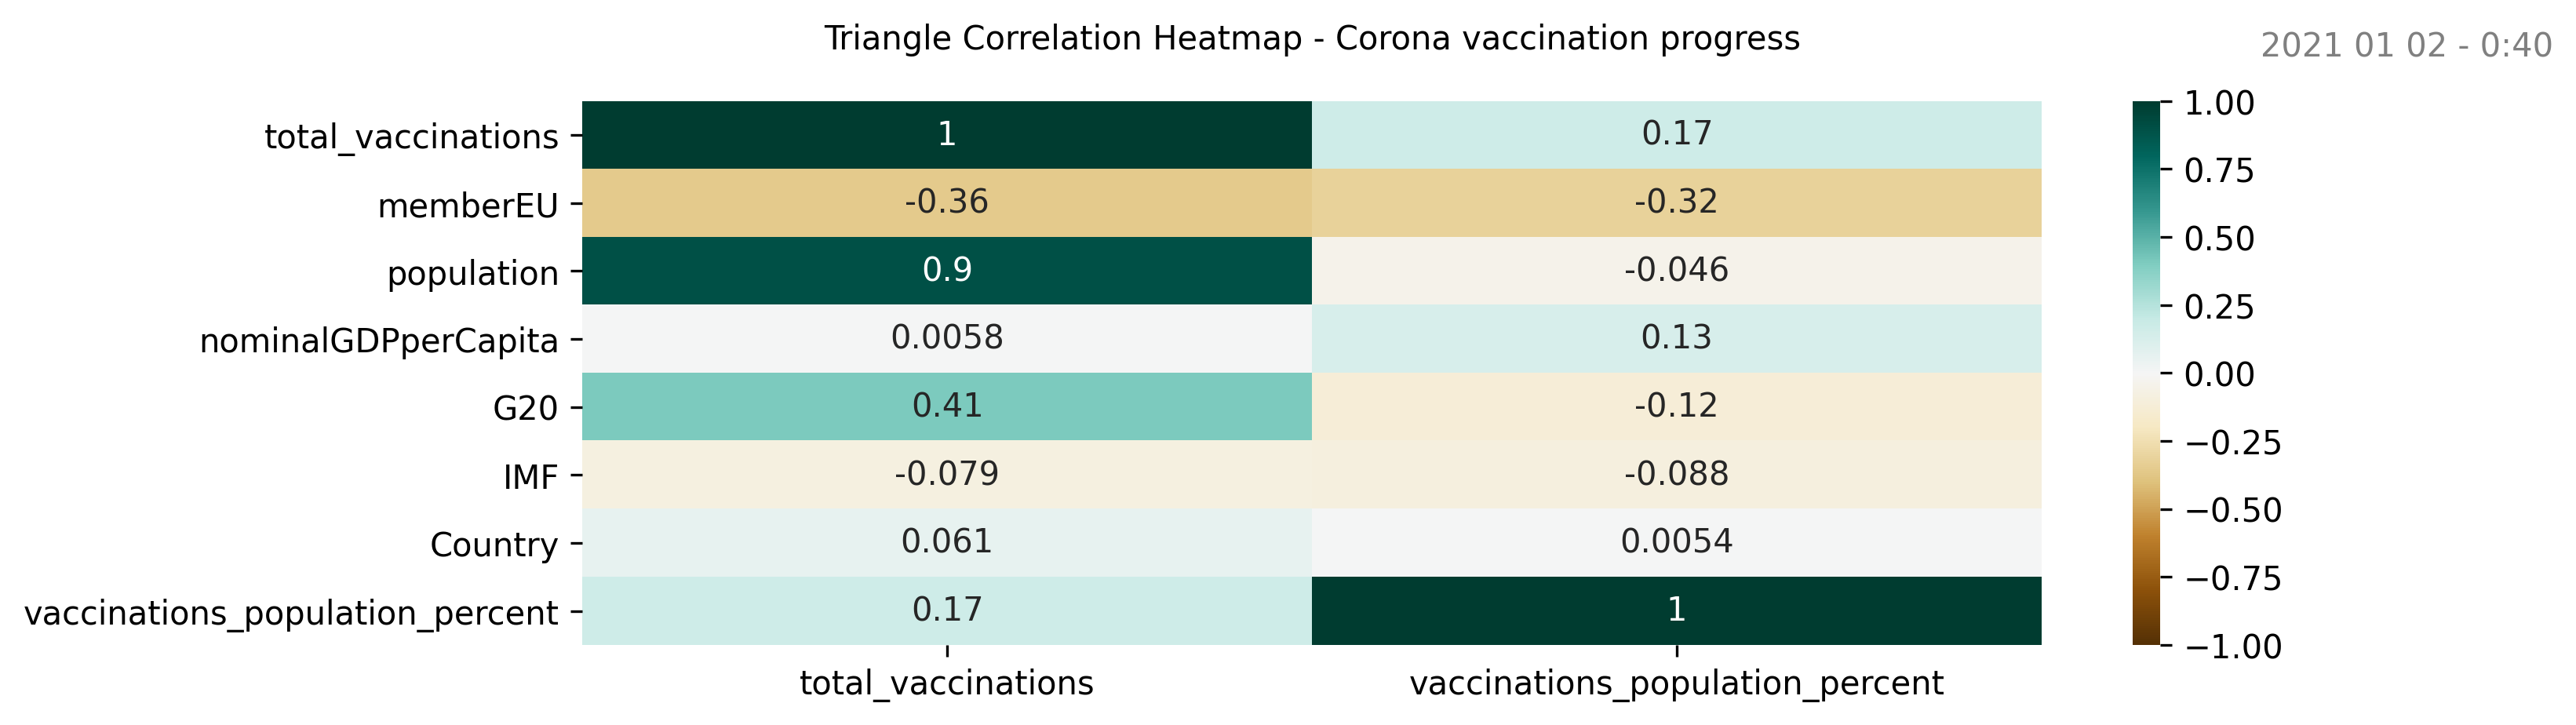 Triangle Correlation Heatmap - Corona vaccination progress
2021 01 02 - 0:40
total_vaccinations 1 0.17
memberEU -0.36 -0.32
population 0.9 -0.046
nominalGDPperCapita 0.0058 0.13
G20 0.41 -0.12
IMF -0.079 -0.088
Country 0.061 0.0054
vaccinations_population_percent 0.17 1
total_vaccinations vaccinations_population_percent
1.00
0.75
0.50
0.25
0.00
−0.25
−0.50
−0.75
−1.00